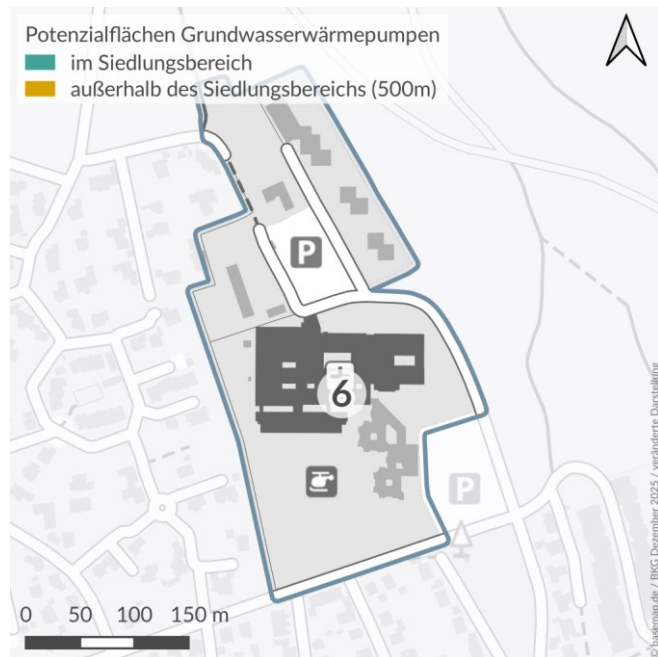 Potenzialflächen Grundwasserwärmepumpen
im Siedlungsbereich
außerhalb des Siedlungsbereichs (500m)
P
6
P
0 50 100 150 m
© basemap.de / BKG Dezember 2025 / veränderte Darstellung